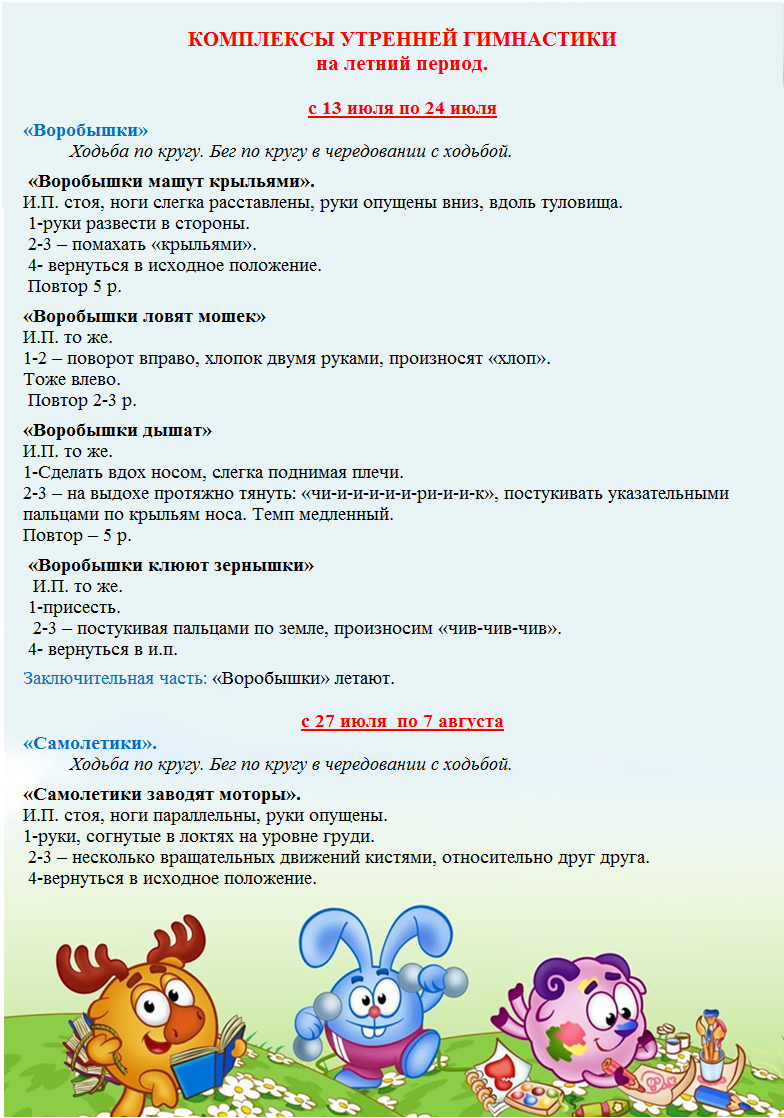 КОМПЛЕКСЫ УТРЕННЕЙ ГИМНАСТИКИ
на летний период.
с 13 июля по 24 июля
«Воробышки»
Ходьба по кругу. Бег по кругу в чередовании с ходьбой.
«Воробышки машут крыльями».
И.П. стоя, ноги слегка расставлены, руки опущены вниз, вдоль туловища.
1-руки развести в стороны.
2-3 – помахать «крыльями».
4- вернуться в исходное положение.
Повтор 5 р.
«Воробышки ловят мошек»
И.П. то же.
1-2 – поворот вправо, хлопок двумя руками, произносят «хлоп».
Тоже влево.
Повтор 2-3 р.
«Воробышки дышат»
И.П. то же.
1-Сделать вдох носом, слегка поднимая плечи.
2-3 – на выдохе протяжно тянуть: «чи-и-и-и-и-и-ри-и-и-к», постукивать указательными
пальцами по крыльям носа. Темп медленный.
Повтор – 5 р.
«Воробышки клюют зернышки»
И.П. то же.
1-присесть.
2-3 – постукивая пальцами по земле, произносим «чив-чив-чив».
4- вернуться в и.п.
Заключительная часть: «Воробышки» летают.
с 27 июля  по 7 августа
«Самолетики».
Ходьба по кругу. Бег по кругу в чередовании с ходьбой.
«Самолетики заводят моторы».
И.П. стоя, ноги параллельны, руки опущены.
1-руки, согнутые в локтях на уровне груди.
2-3 – несколько вращательных движений кистями, относительно друг друга.
4-вернуться в исходное положение.